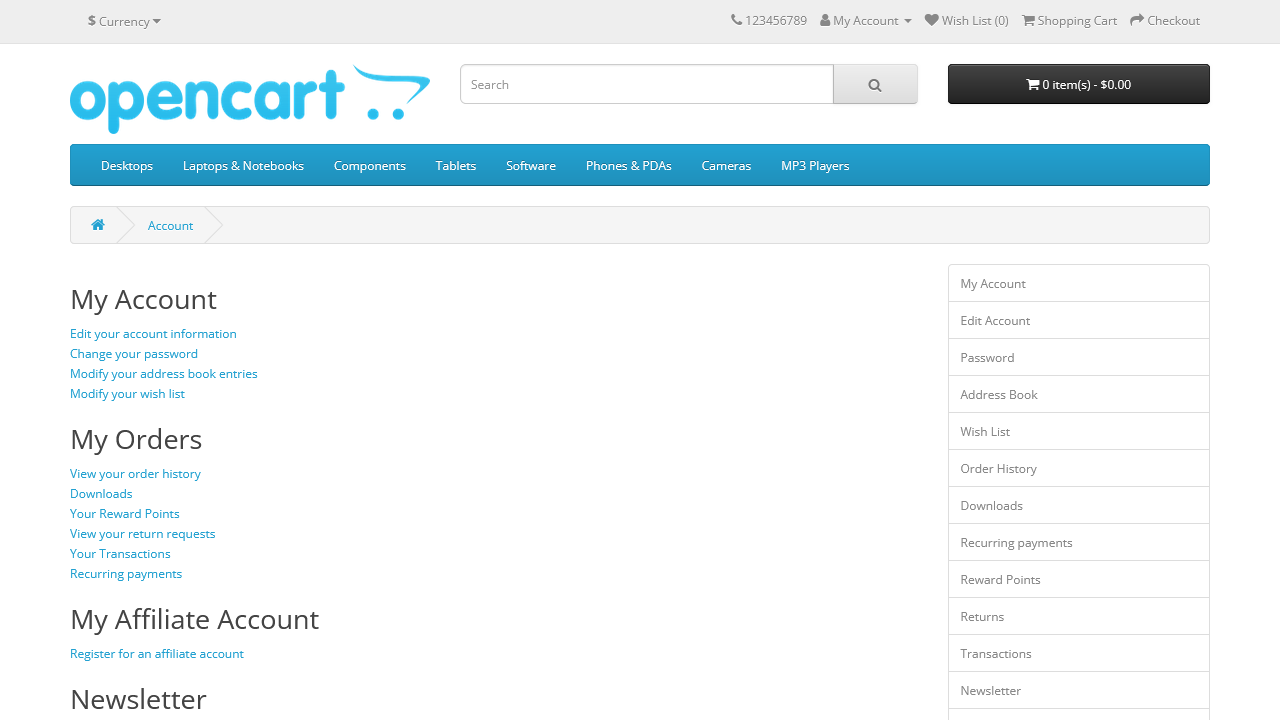 $ Currency
123456789 My Account Wish List (0) Shopping Cart Checkout
opencart
Search
0 item(s) - $0.00
Desktops Laptops & Notebooks Components Tablets Software Phones & PDAs Cameras MP3 Players
Account
My Account
Edit your account information
Change your password
Modify your address book entries
Modify your wish list
My Orders
View your order history
Downloads
Your Reward Points
View your return requests
Your Transactions
Recurring payments
My Affiliate Account
Register for an affiliate account
Newsletter
My Account
Edit Account
Password
Address Book
Wish List
Order History
Downloads
Recurring payments
Reward Points
Returns
Transactions
Newsletter